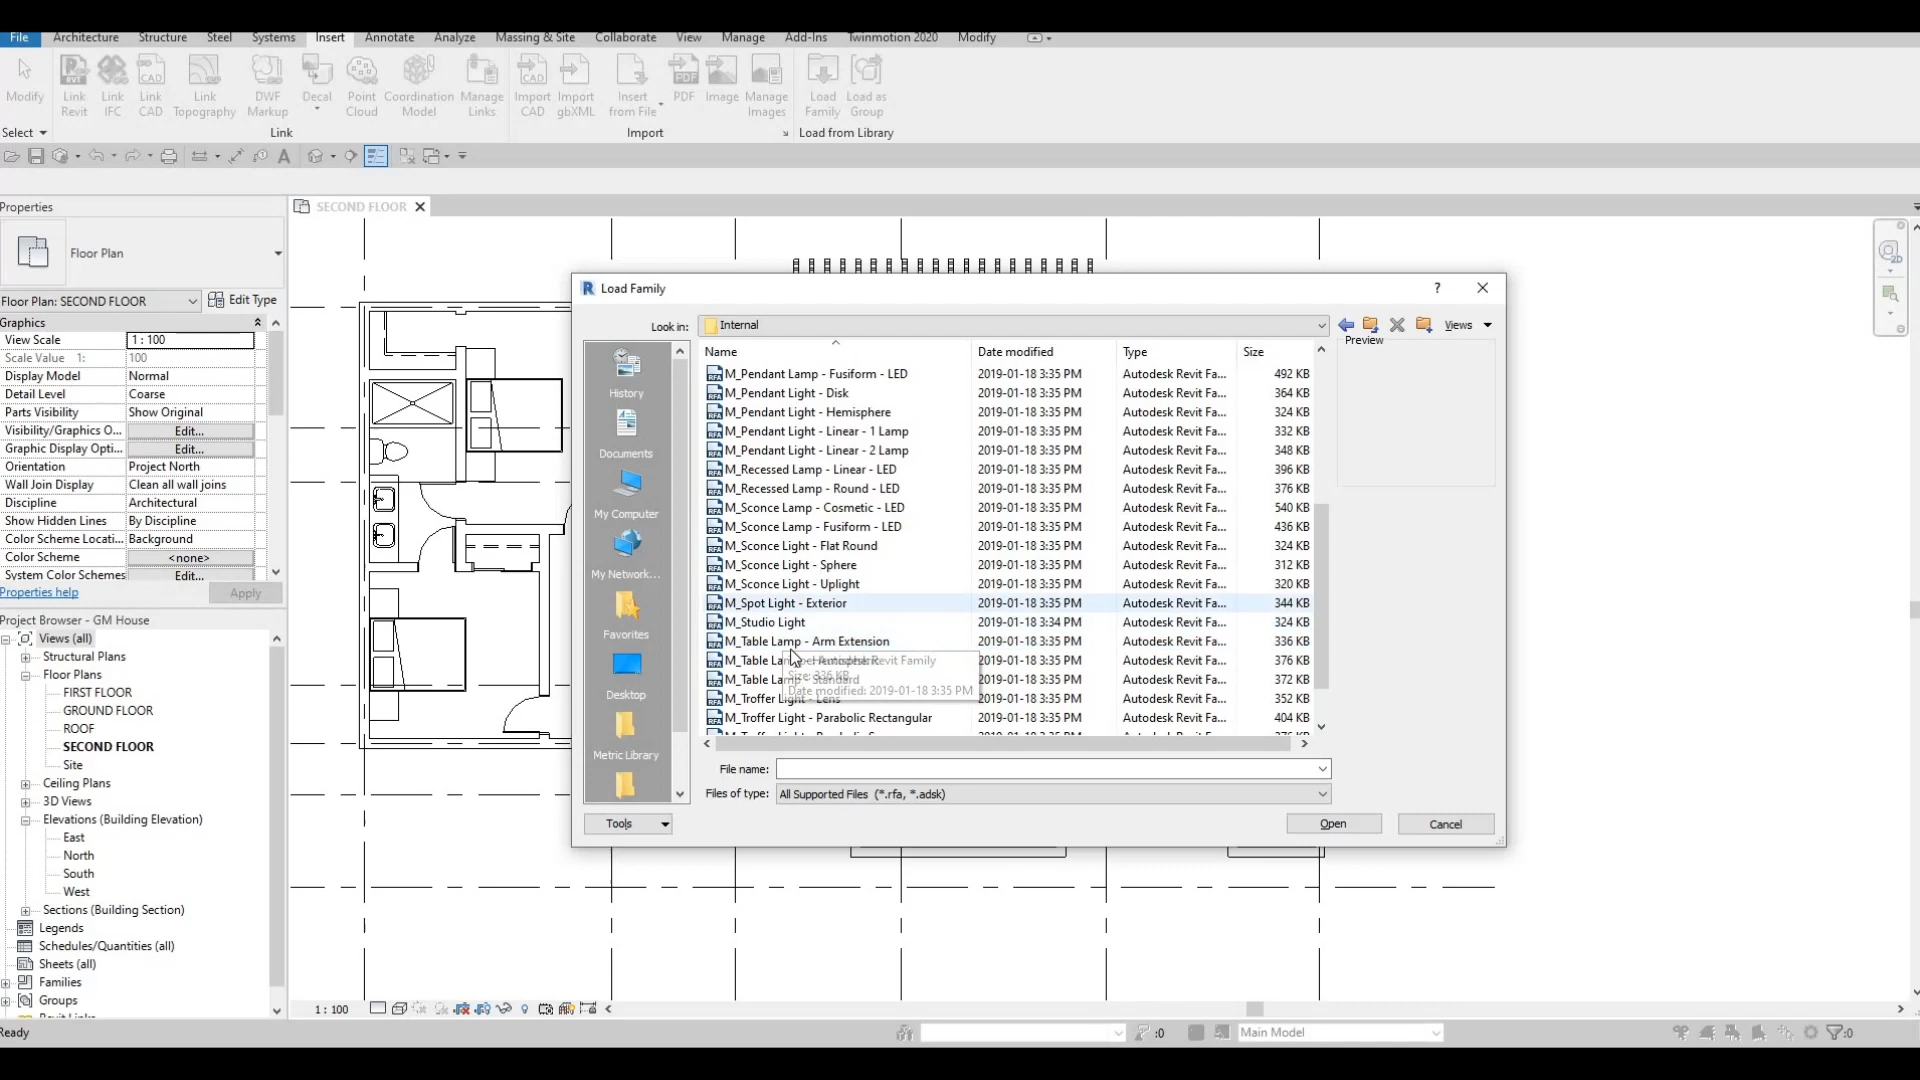 File Architecture Structure Steel Systems Insert Annotate Analyze Massing & Site Collaborate View Manage Add-Ins Twinmotion 2020 Modify
Modify
Link Revit
Link IFC
Link CAD
Link Topography
DWF Markup
Decal
Point Cloud
Coordination Model
Manage Links
Import CAD
Import gbXML
Insert from File
PDF
Image
Manage Images
Load Family
Load as Group
Select Link Import Load from Library
Properties
SECOND FLOOR
Floor Plan
Floor Plan: SECOND FLOOR Edit Type
Graphics
View Scale 1 : 100
Scale Value 1: 100
Display Model Normal
Detail Level Coarse
Parts Visibility Show Original
Visibility/Graphics O... Edit...
Graphic Display Opti... Edit...
Orientation Project North
Wall Join Display Clean all wall joins
Discipline Architectural
Show Hidden Lines By Discipline
Color Scheme Locati... Background
Color Scheme <none>
System Color Schemes Edit...
Properties help Apply
Project Browser - GM House
Views (all)
Structural Plans
Floor Plans
FIRST FLOOR
GROUND FLOOR
ROOF
SECOND FLOOR
Site
Ceiling Plans
3D Views
Elevations (Building Elevation)
East
North
South
West
Sections (Building Section)
Legends
Schedules/Quantities (all)
Sheets (all)
Families
Groups
Load Family
Look in: Internal Views
Preview
History
Documents
My Computer
My Network...
Favorites
Desktop
Metric Library
Name Date modified Type Size
M_Pendant Lamp - Fusiform - LED 2019-01-18 3:35 PM Autodesk Revit Fa... 492 KB
M_Pendant Light - Disk 2019-01-18 3:35 PM Autodesk Revit Fa... 364 KB
M_Pendant Light - Hemisphere 2019-01-18 3:35 PM Autodesk Revit Fa... 324 KB
M_Pendant Light - Linear - 1 Lamp 2019-01-18 3:35 PM Autodesk Revit Fa... 332 KB
M_Pendant Light - Linear - 2 Lamp 2019-01-18 3:35 PM Autodesk Revit Fa... 348 KB
M_Recessed Lamp - Linear - LED 2019-01-18 3:35 PM Autodesk Revit Fa... 396 KB
M_Recessed Lamp - Round - LED 2019-01-18 3:35 PM Autodesk Revit Fa... 376 KB
M_Sconce Lamp - Cosmetic - LED 2019-01-18 3:35 PM Autodesk Revit Fa... 540 KB
M_Sconce Lamp - Fusiform - LED 2019-01-18 3:35 PM Autodesk Revit Fa... 436 KB
M_Sconce Light - Flat Round 2019-01-18 3:35 PM Autodesk Revit Fa... 324 KB
M_Sconce Light - Sphere 2019-01-18 3:35 PM Autodesk Revit Fa... 312 KB
M_Sconce Light - Uplight 2019-01-18 3:35 PM Autodesk Revit Fa... 320 KB
M_Spot Light - Exterior 2019-01-18 3:35 PM Autodesk Revit Fa... 344 KB
M_Studio Light 2019-01-18 3:34 PM Autodesk Revit Fa... 324 KB
M_Table Lamp - Arm Extension 2019-01-18 3:35 PM Autodesk Revit Fa... 336 KB
M_Table Revit Family 2019-01-18 3:35 PM Autodesk Revit Fa... 376 KB
Size: 336 KB
M_Table Lamp - Standard 2019-01-18 3:35 PM Autodesk Revit Fa... 372 KB
Date modified: 2019-01-18 3:35 PM
M_Troffer Light - Lens 2019-01-18 3:35 PM Autodesk Revit Fa... 352 KB
M_Troffer Light - Parabolic Rectangular 2019-01-18 3:35 PM Autodesk Revit Fa... 404 KB
File name:
Files of type: All Supported Files (*.rfa, *.adsk)
Tools Open Cancel
1 : 100
Ready :0 Main Model :0
2D